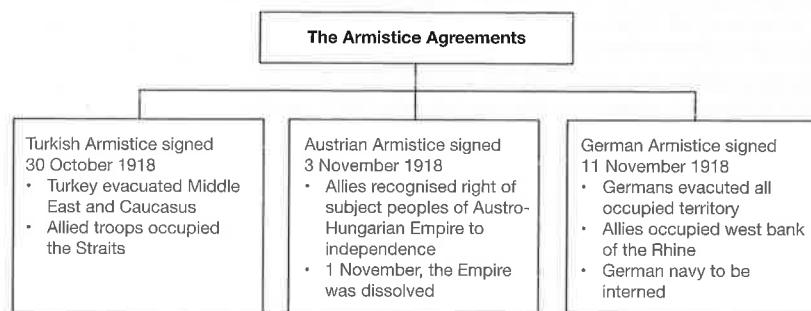 The Armistice Agreements
Turkish Armistice signed
30 October 1918
• Turkey evacuated Middle
East and Caucasus
• Allied troops occupied
the Straits
Austrian Armistice signed
3 November 1918
• Allies recognised right of
subject peoples of Austro-
Hungarian Empire to
independence
• 1 November, the Empire
was dissolved
German Armistice signed
11 November 1918
• Germans evacuted all
occupied territory
• Allies occupied west bank
of the Rhine
• German navy to be
interned